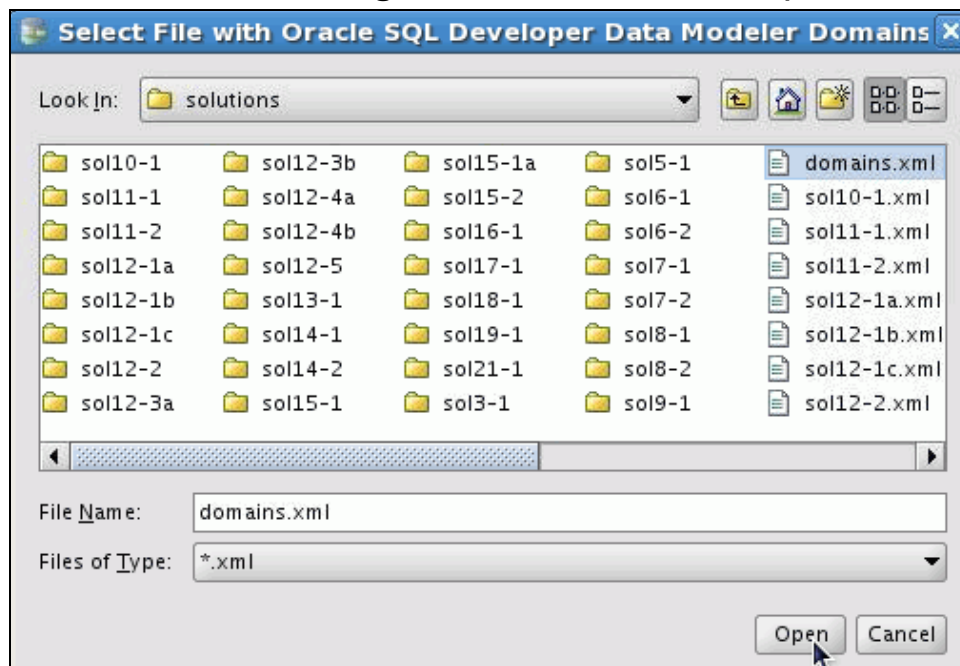 Select File with Oracle SQL Developer Data Modeler Domains
Look In: solutions
sol10-1 sol12-3b sol15-1a sol5-1 domains.xml
sol11-1 sol12-4a sol15-2 sol6-1 sol10-1.xml
sol11-2 sol12-4b sol16-1 sol6-2 sol11-1.xml
sol12-1a sol12-5 sol17-1 sol7-1 sol11-2.xml
sol12-1b sol13-1 sol18-1 sol7-2 sol12-1a.xml
sol12-1c sol14-1 sol19-1 sol8-1 sol12-1b.xml
sol12-2 sol14-2 sol21-1 sol8-2 sol12-1c.xml
sol12-3a sol15-1 sol3-1 sol9-1 sol12-2.xml
File Name: domains.xml
Files of Type: *.xml
Open Cancel